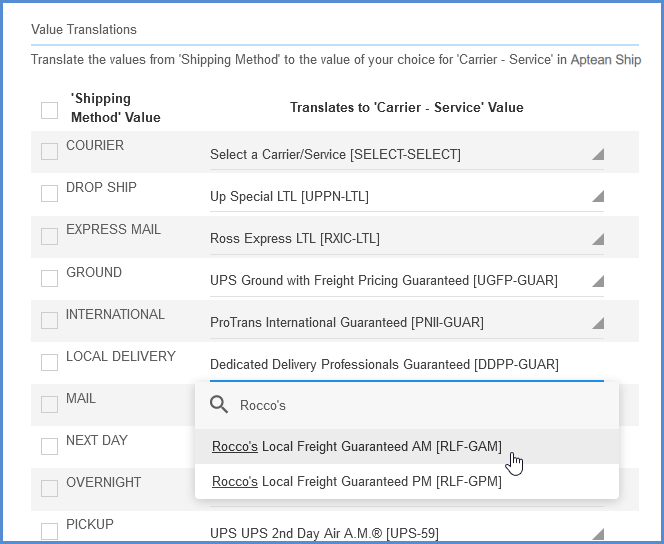 Value Translations
Translate the values from 'Shipping Method' to the value of your choice for 'Carrier - Service' in Aptean Ship
'Shipping Method' Value
Translates to 'Carrier - Service' Value
COURIER
Select a Carrier/Service [SELECT-SELECT]
DROP SHIP
Up Special LTL [UPPN-LTL]
EXPRESS MAIL
Ross Express LTL [RXIC-LTL]
GROUND
UPS Ground with Freight Pricing Guaranteed [UGFP-GUAR]
INTERNATIONAL
ProTrans International Guaranteed [PNII-GUAR]
LOCAL DELIVERY
Dedicated Delivery Professionals Guaranteed [DDPP-GUAR]
MAIL
Rocco's
NEXT DAY
Rocco's Local Freight Guaranteed AM [RLF-GAM]
OVERNIGHT
Rocco's Local Freight Guaranteed PM [RLF-GPM]
PICKUP
UPS UPS 2nd Day Air A.M.® [UPS-59]